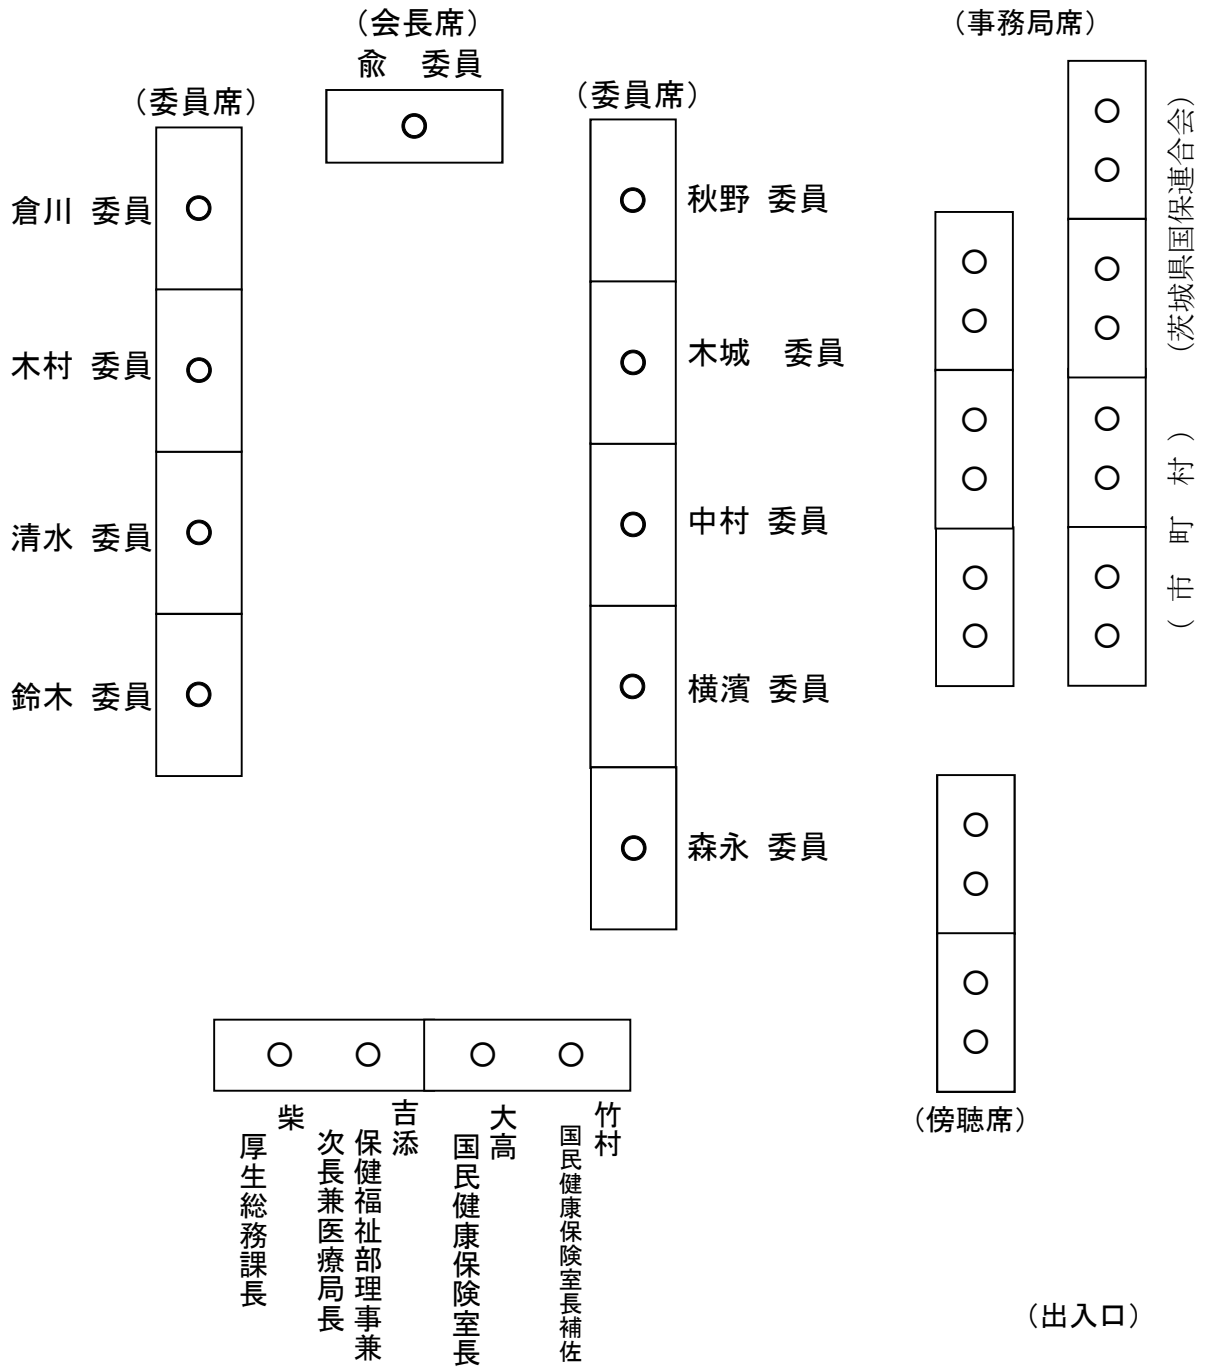 （会長席）
兪　委員
（事務局席）
（委員席）
（委員席）
倉川 委員
木村 委員
清水 委員
鈴木 委員
秋野 委員
木城　委員
中村 委員
横濱 委員
森永 委員
（茨城県国保連合会）
（ 市 町 村 ）
（傍聴席）
竹村
国民健康保険室長補佐
大高
国民健康保険室長
吉添
保健福祉部理事兼
次長兼医療局長
柴
厚生総務課長
（出入口）